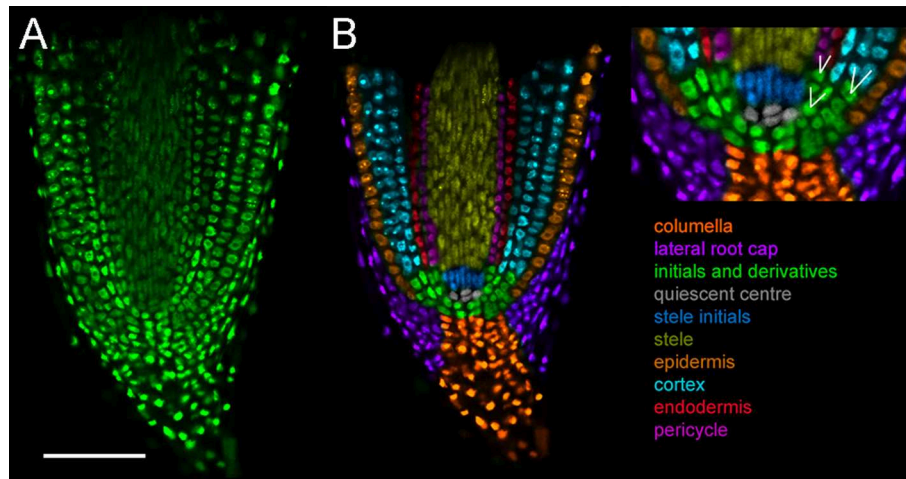 A
B
columella
lateral root cap
initials and derivatives
quiescent centre
stele initials
stele
epidermis
cortex
endodermis
pericycle